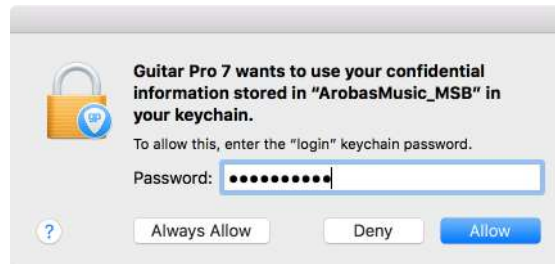 Guitar Pro 7 wants to use your confidential
information stored in “ArobasMusic_MSB” in
your keychain.
To allow this, enter the “login” keychain password.
Password: ●●●●●●●●●●
GP
? Always Allow Deny Allow